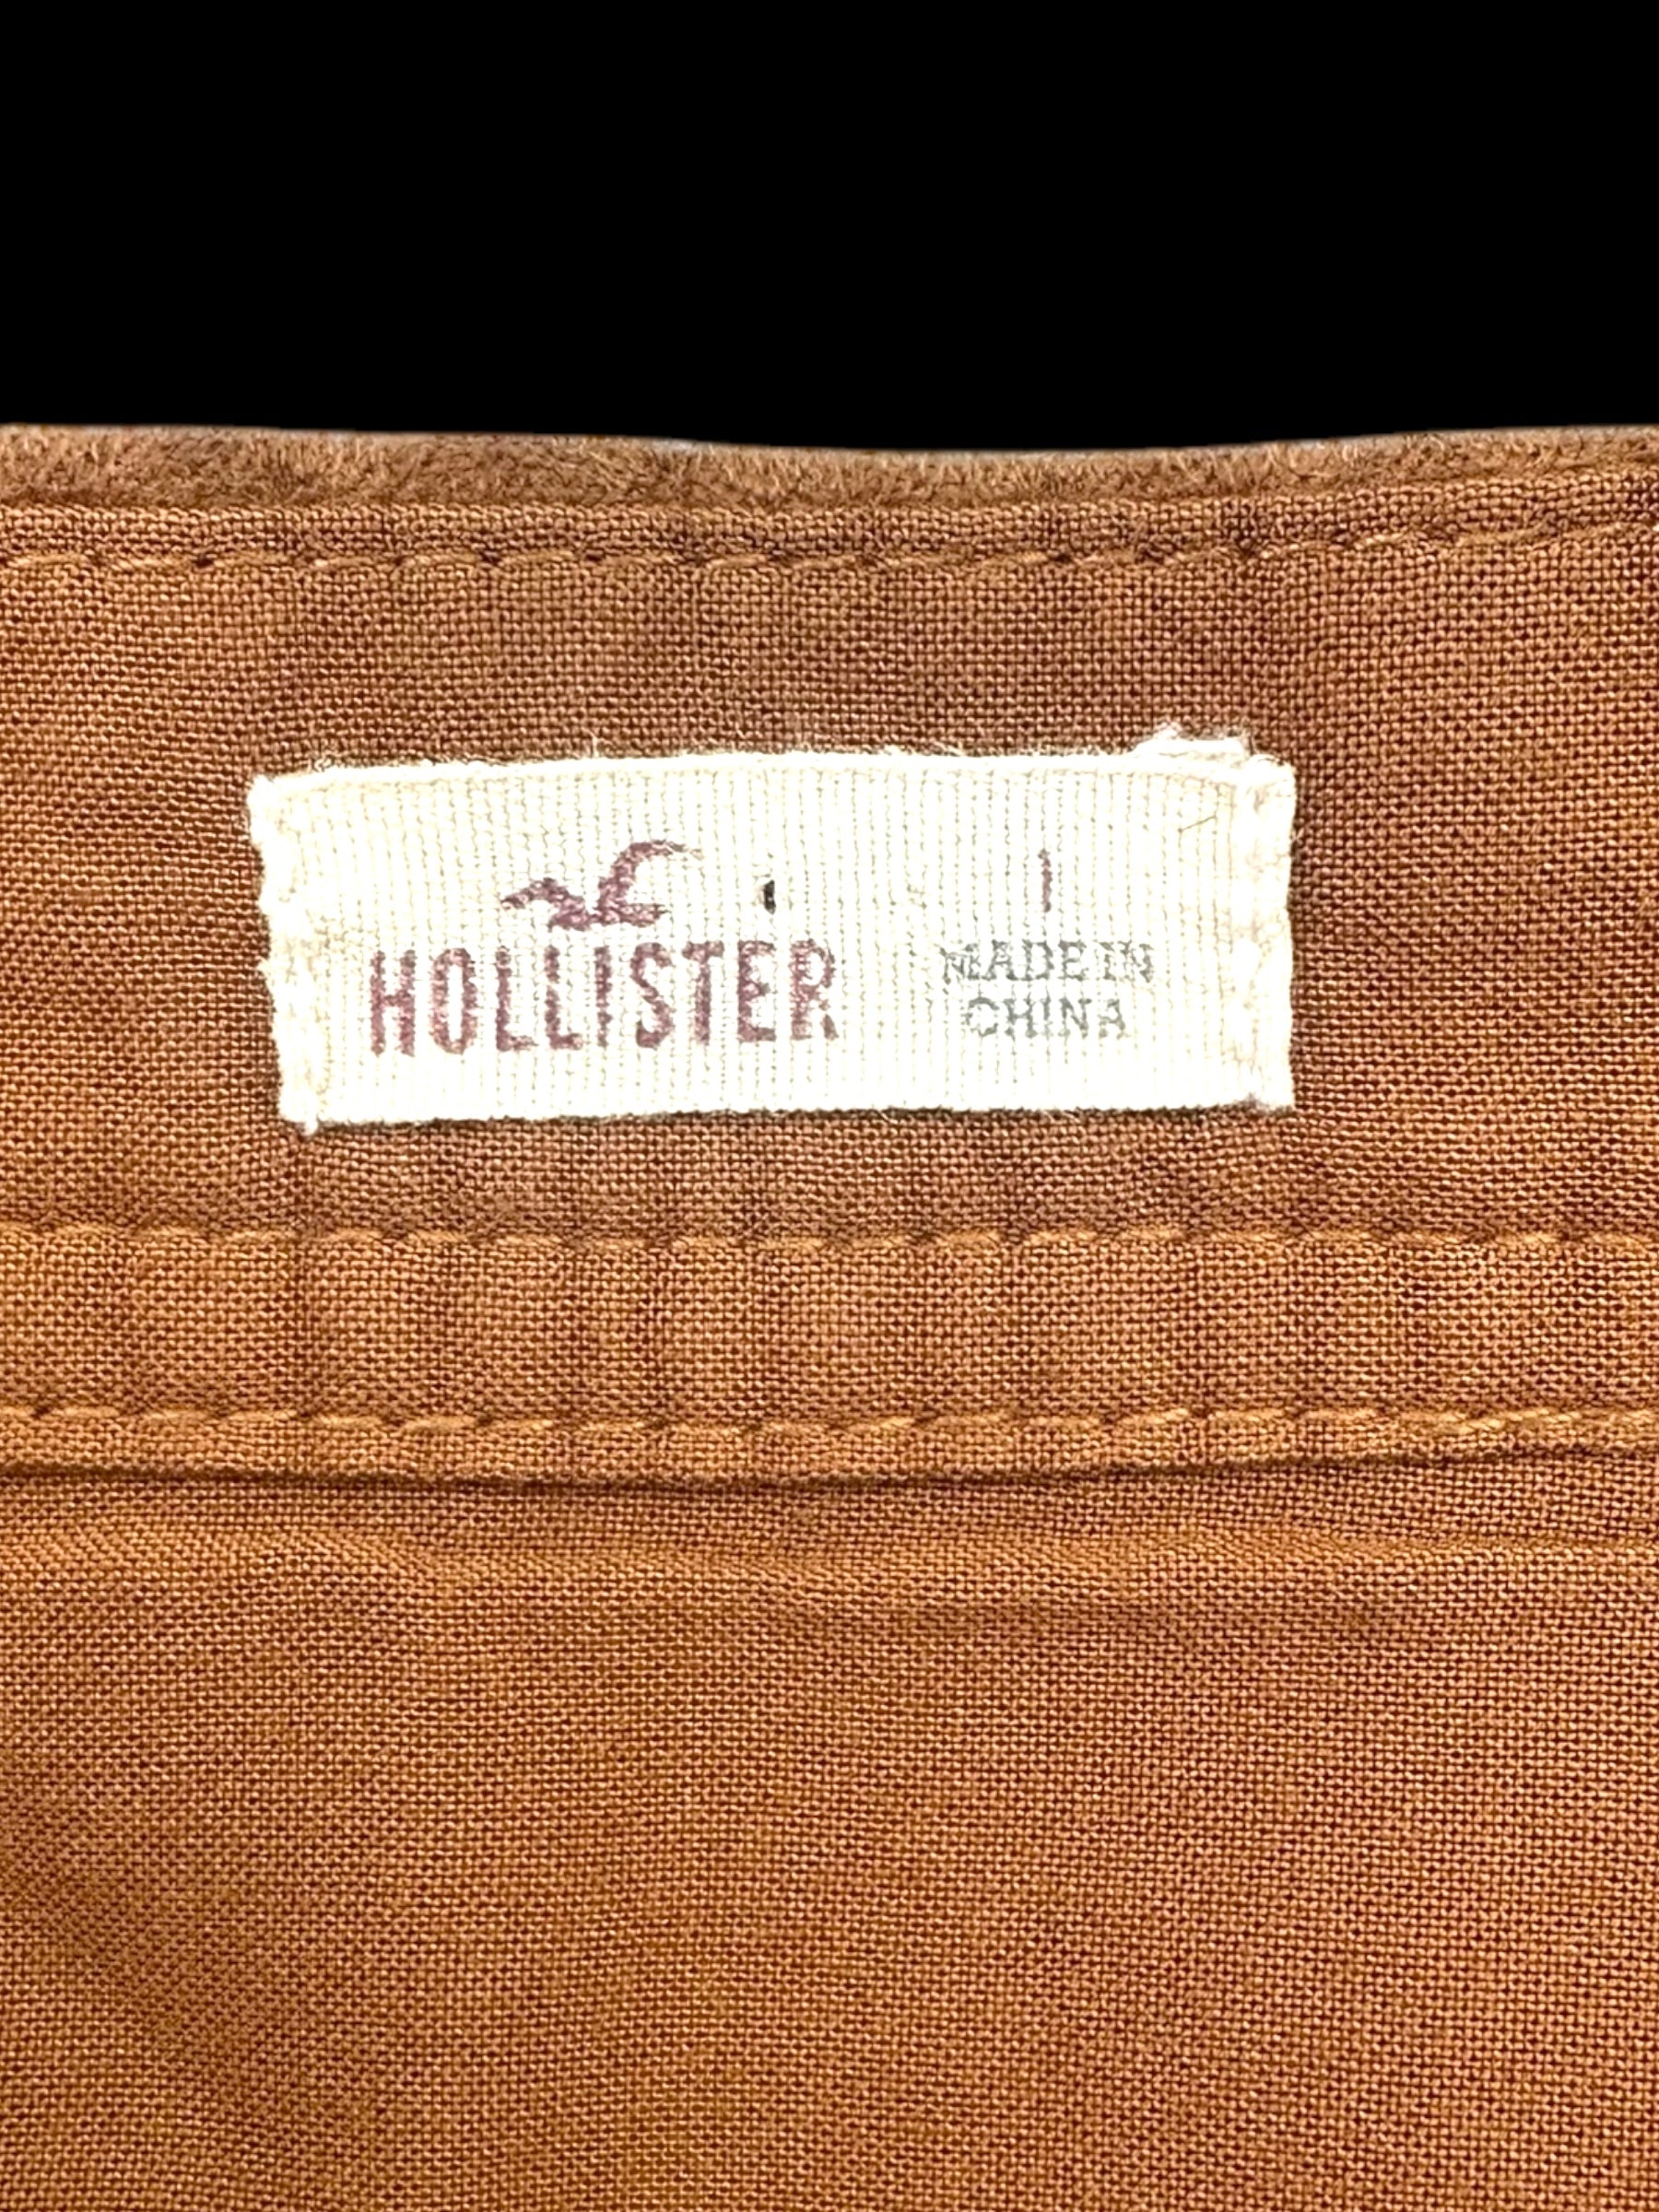 HOLLISTER
1
MADE IN
CHINA